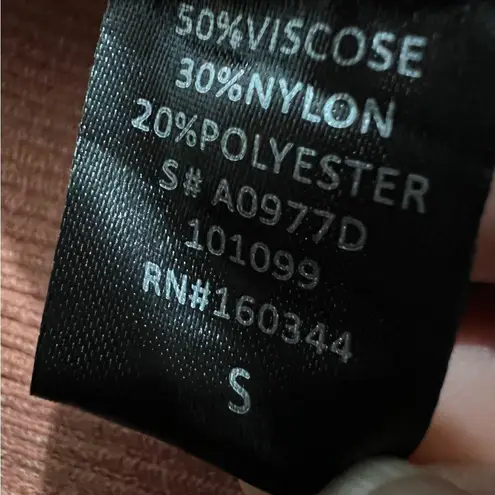 50%VISCOSE
30%NYLON
20%POLYESTER
S# A0977D
101099
RN#160344
S